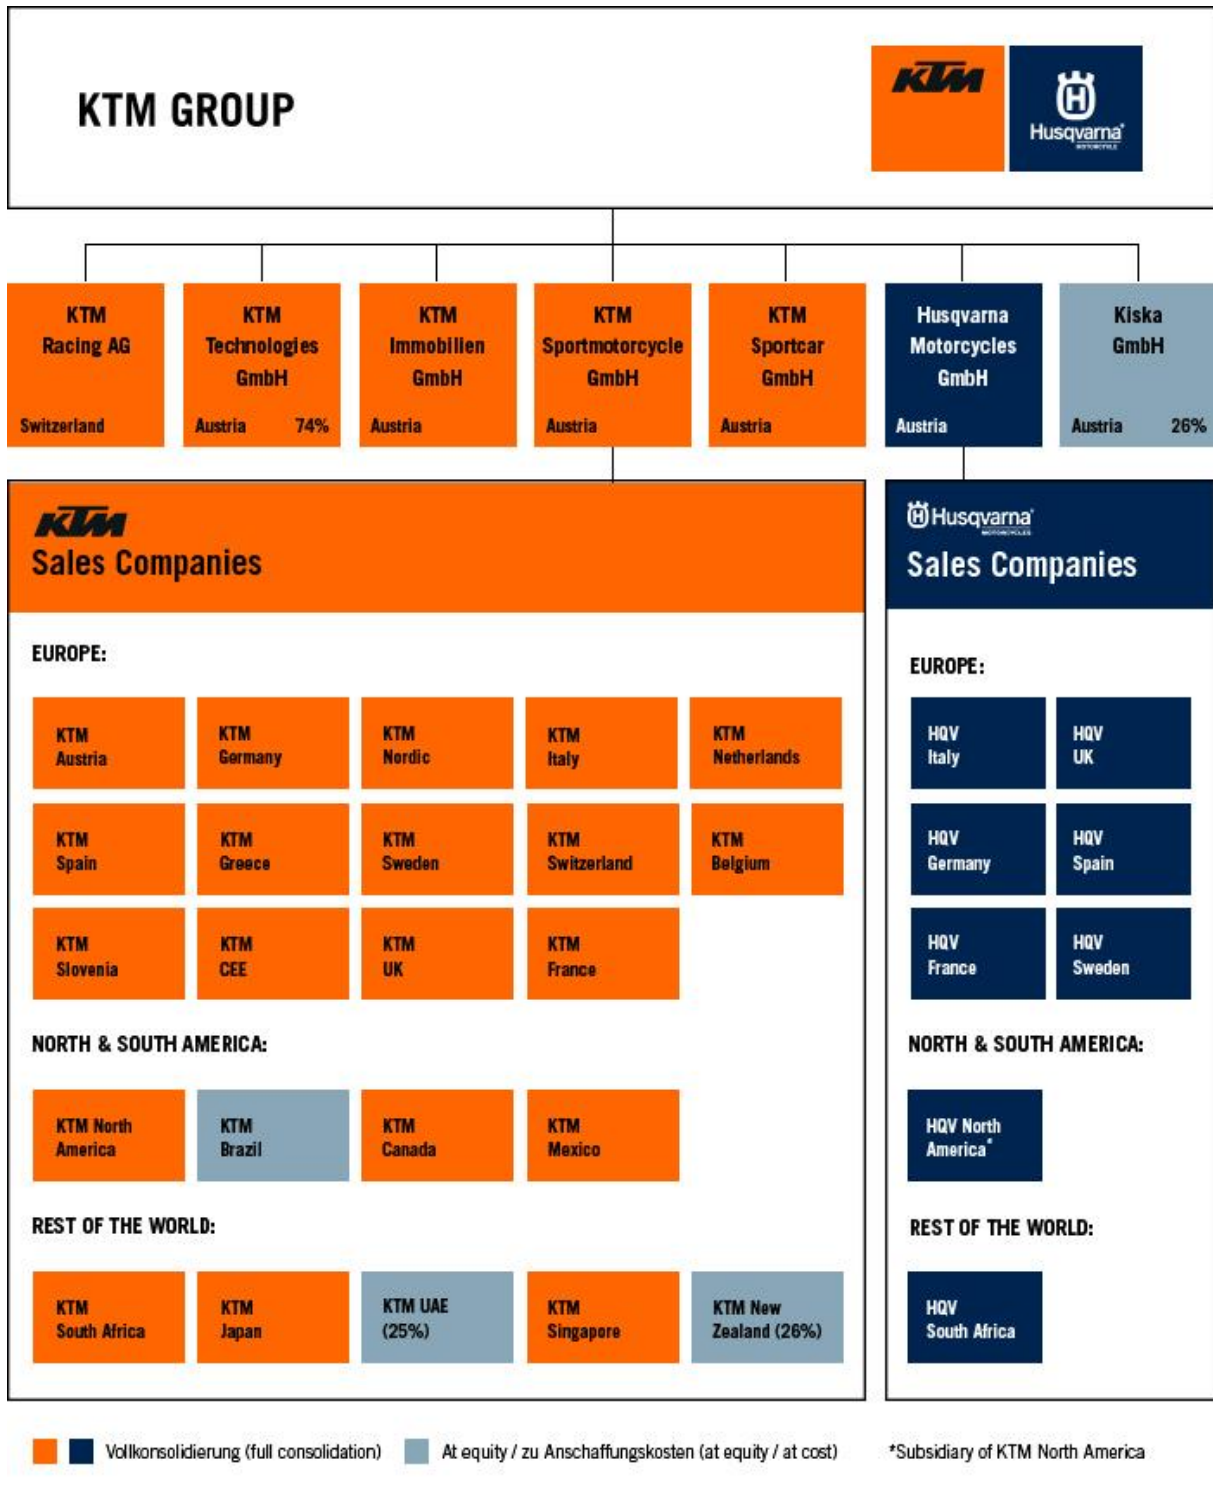 KTM GROUP
KTM
Husqvarna
MOTORCYCLE
KTM
Racing AG
Switzerland
KTM
Technologies
GmbH
Austria 74%
KTM
Immobilien
GmbH
Austria
KTM
Sportmotorcycle
GmbH
Austria
KTM
Sportcar
GmbH
Austria
Husqvarna
Motorcycles
GmbH
Austria
Kiska
GmbH
Austria 26%
KTM
Sales Companies
EUROPE:
KTM
Austria
KTM
Germany
KTM
Nordic
KTM
Italy
KTM
Netherlands
KTM
Spain
KTM
Greece
KTM
Sweden
KTM
Switzerland
KTM
Belgium
KTM
Slovenia
KTM
CEE
KTM
UK
KTM
France
NORTH & SOUTH AMERICA:
KTM North
America
KTM
Brazil
KTM
Canada
KTM
Mexico
REST OF THE WORLD:
KTM
South Africa
KTM
Japan
KTM UAE
(25%)
KTM
Singapore
KTM New
Zealand (26%)
Husqvarna
MOTORCYCLES
Sales Companies
EUROPE:
HQV
Italy
HQV
UK
HQV
Germany
HQV
Spain
HQV
France
HQV
Sweden
NORTH & SOUTH AMERICA:
HQV North
America*
REST OF THE WORLD:
HQV
South Africa
Vollkonsolidierung (full consolidation)
At equity / zu Anschaffungskosten (at equity / at cost)
*Subsidiary of KTM North America